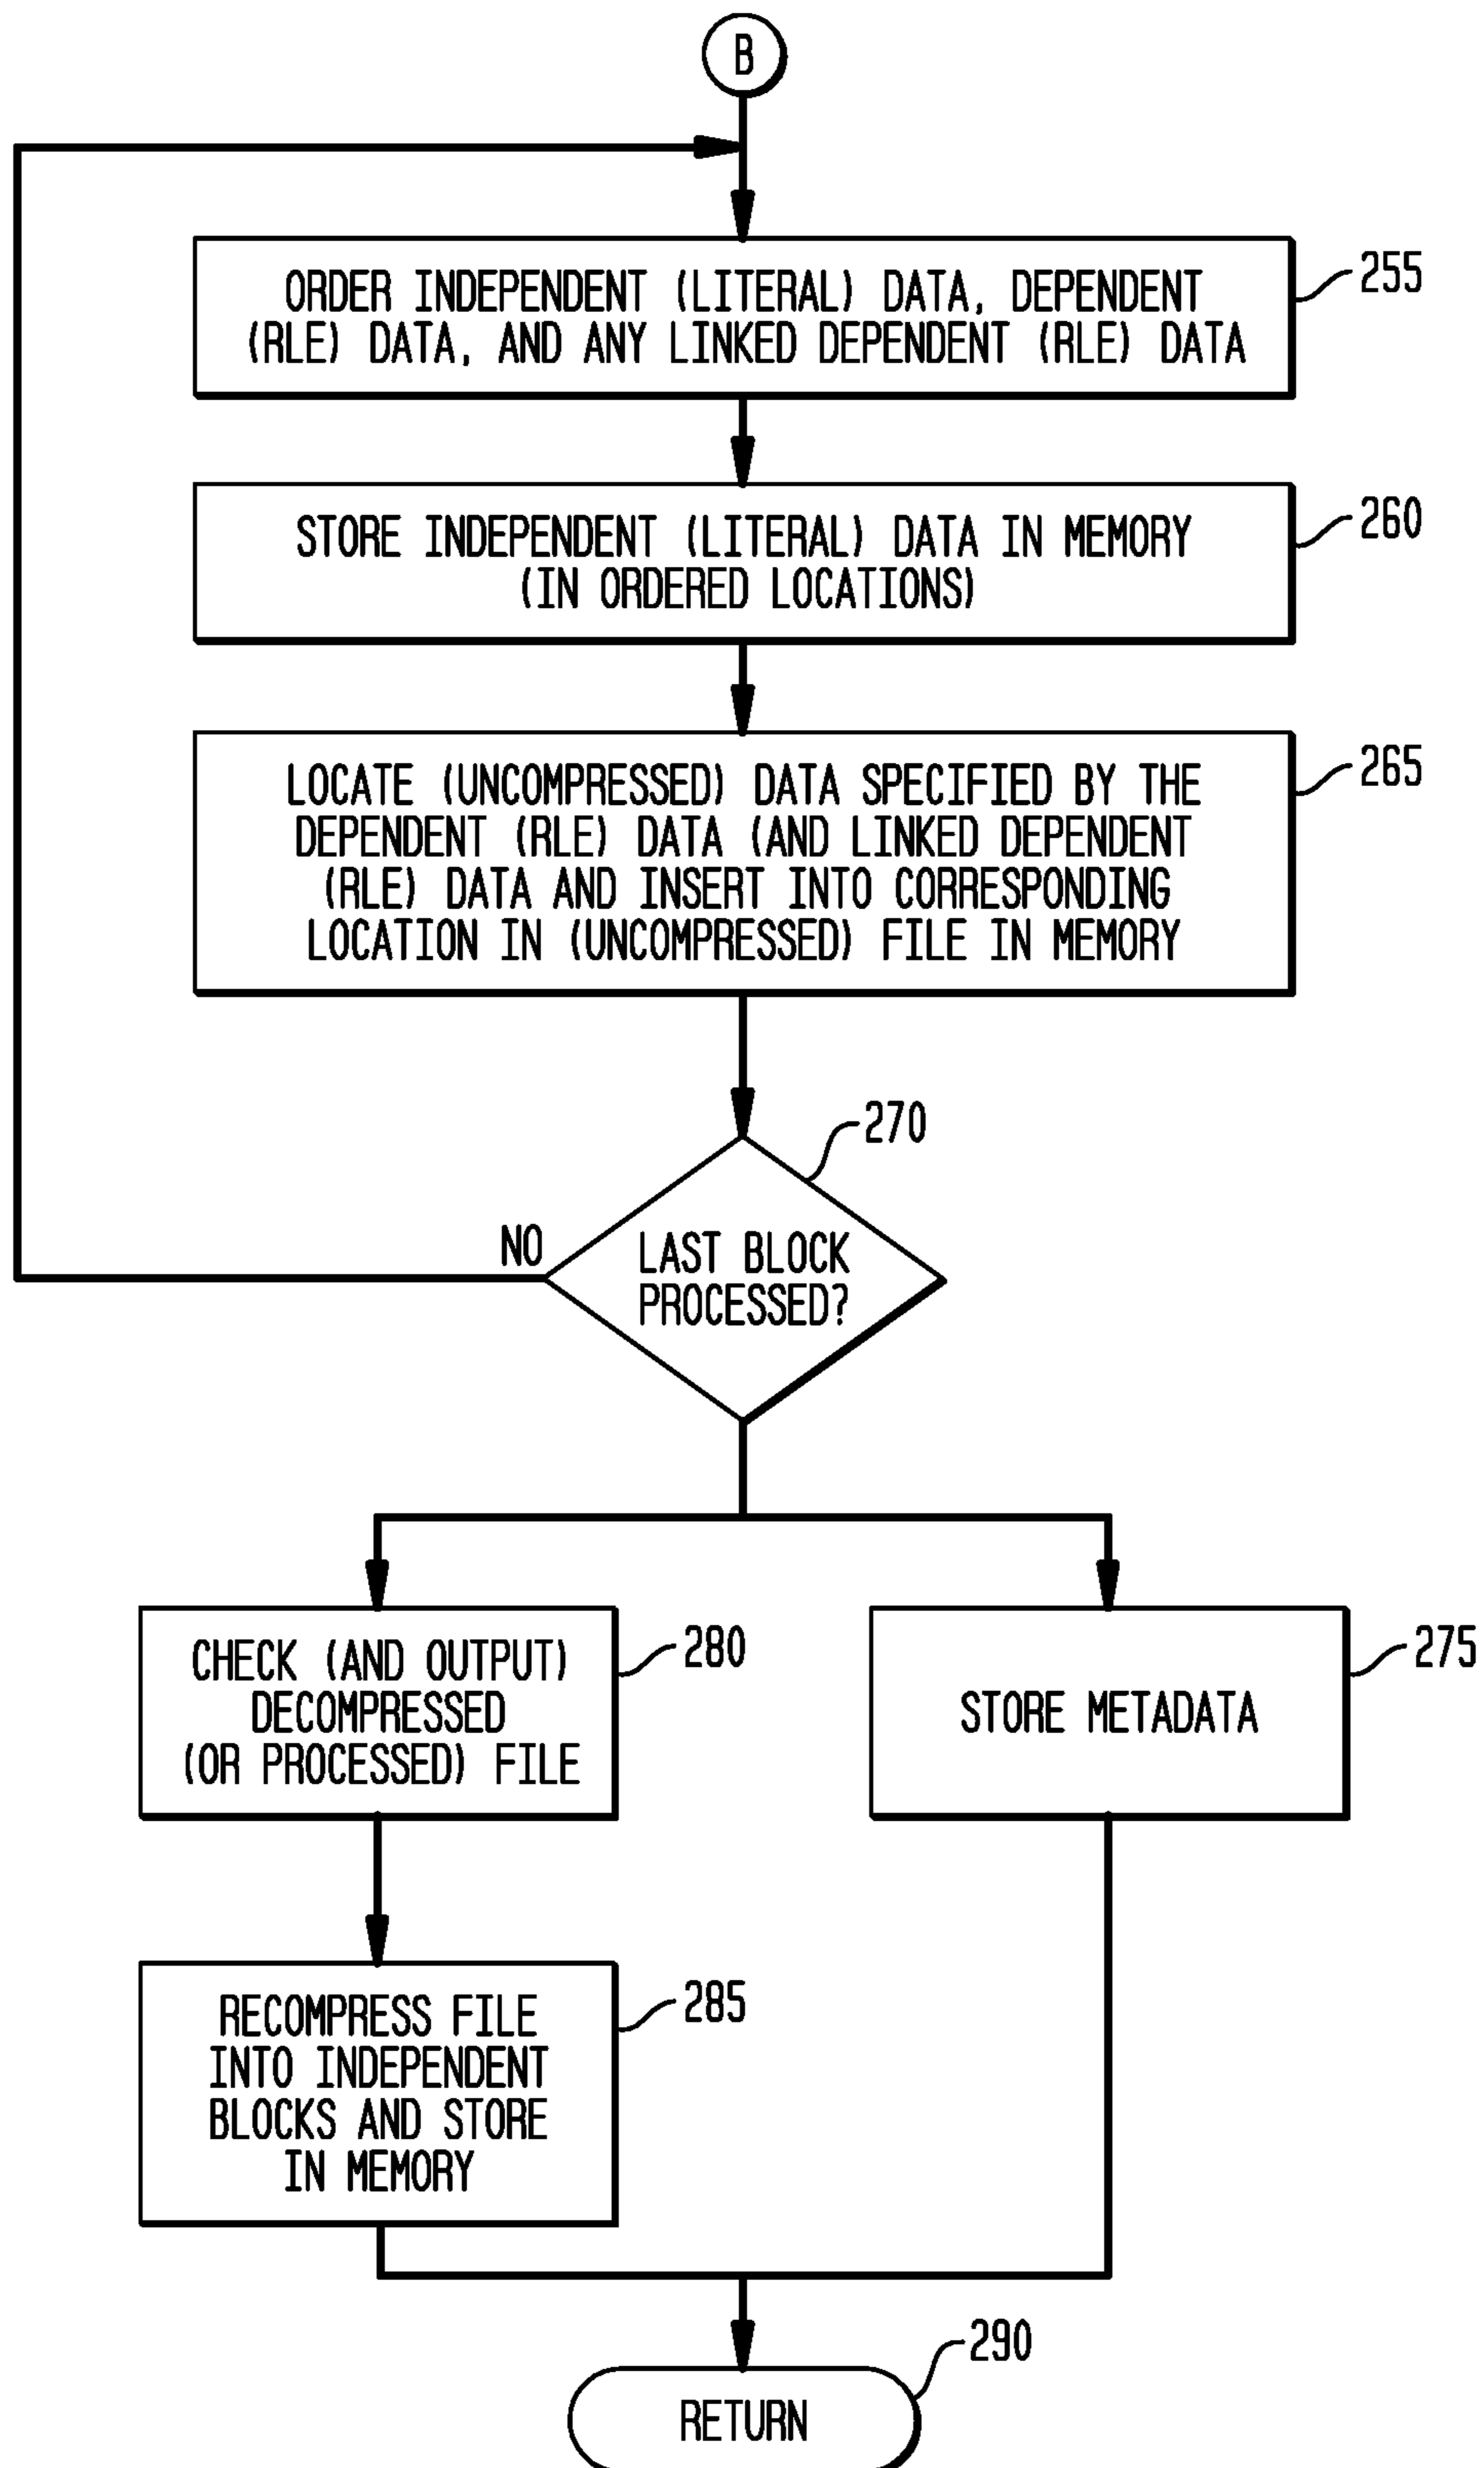 B
ORDER INDEPENDENT (LITERAL) DATA, DEPENDENT
(RLE) DATA, AND ANY LINKED DEPENDENT (RLE) DATA
255
STORE INDEPENDENT (LITERAL) DATA IN MEMORY
(IN ORDERED LOCATIONS)
260
LOCATE (UNCOMPRESSED) DATA SPECIFIED BY THE
DEPENDENT (RLE) DATA (AND LINKED DEPENDENT
(RLE) DATA AND INSERT INTO CORRESPONDING
LOCATION IN (UNCOMPRESSED) FILE IN MEMORY
265
270
NO
LAST BLOCK
PROCESSED?
CHECK (AND OUTPUT)
DECOMPRESSED
(OR PROCESSED) FILE
280
STORE METADATA
275
RECOMPRESS FILE
INTO INDEPENDENT
BLOCKS AND STORE
IN MEMORY
285
290
RETURN